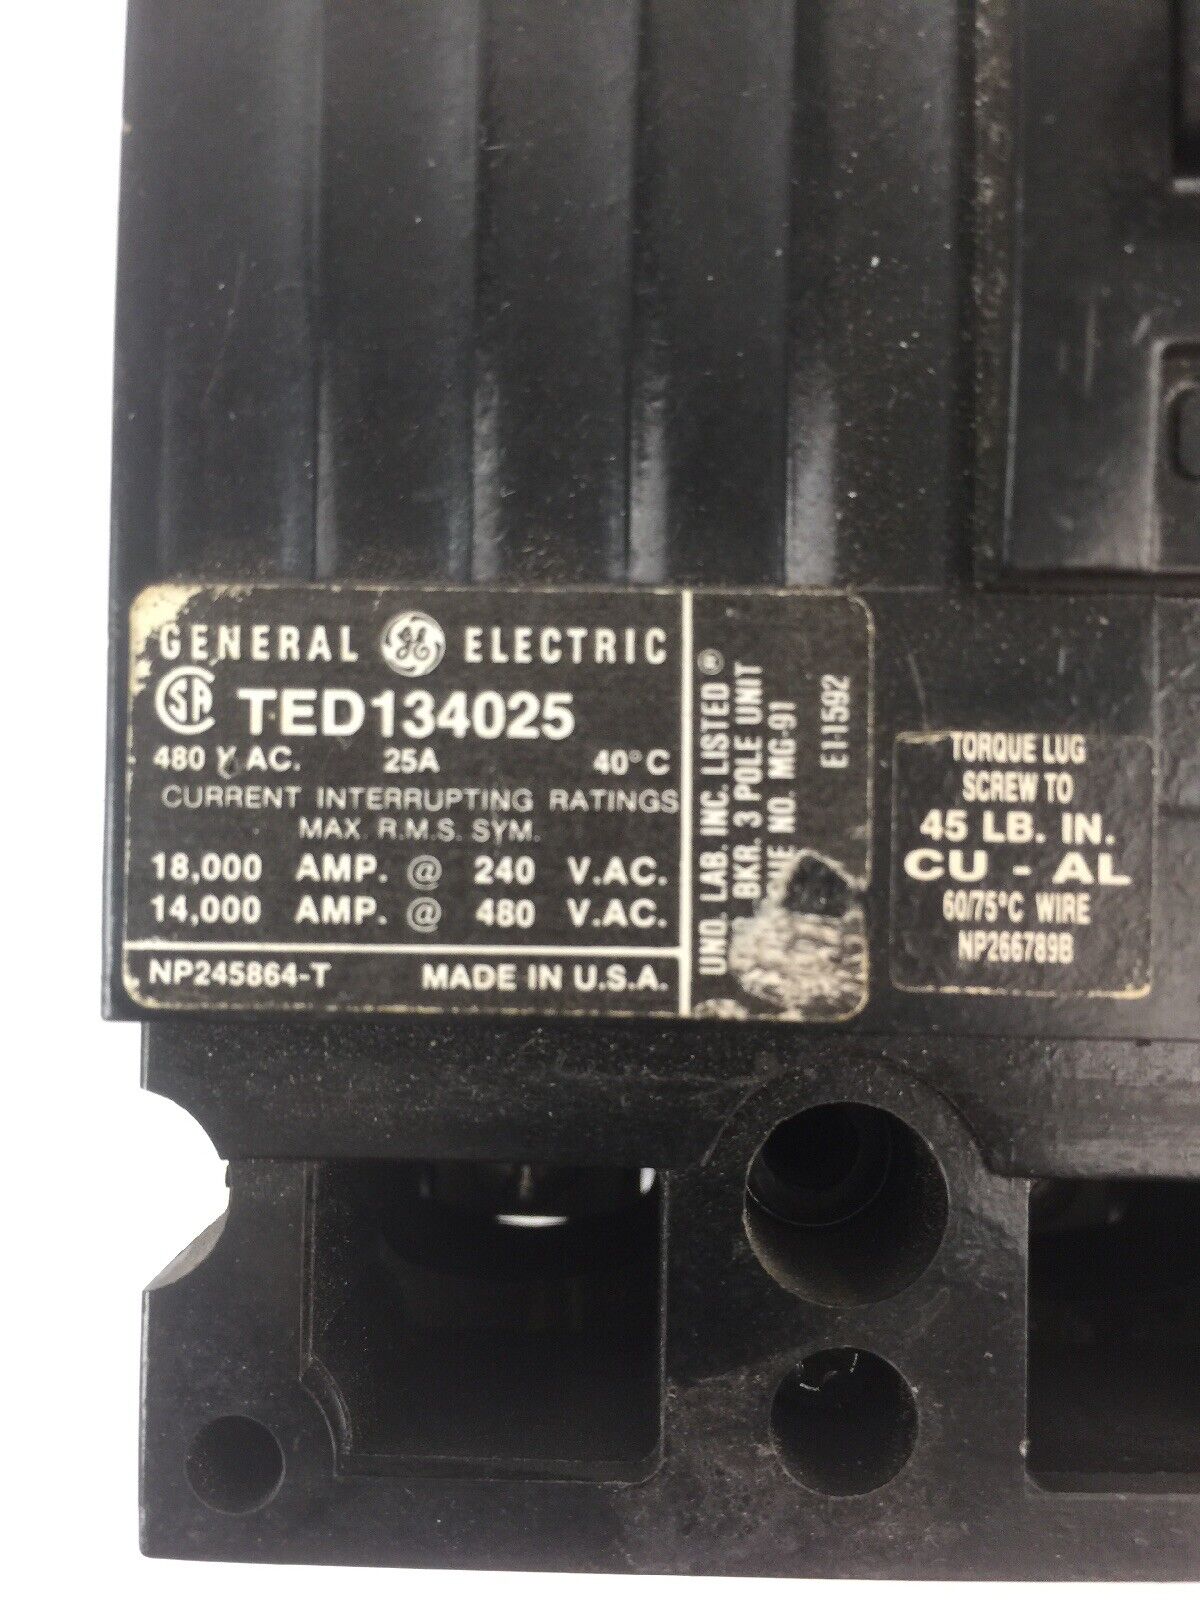 GENERAL GE ELECTRIC
SA TED134025
480 V AC. 25A 40°C
CURRENT INTERRUPTING RATINGS
MAX. R.M.S. SYM.
18,000 AMP. @ 240 V.AC.
14,000 AMP. @ 480 V.AC.
NP245864-T MADE IN U.S.A.
UND. LAB. INC. LISTED ®
BKR. 3 POLE UNIT
NO. MG-91
E11592
TORQUE LUG
SCREW TO
45 LB. IN.
CU - AL
60/75°C WIRE
NP266789B